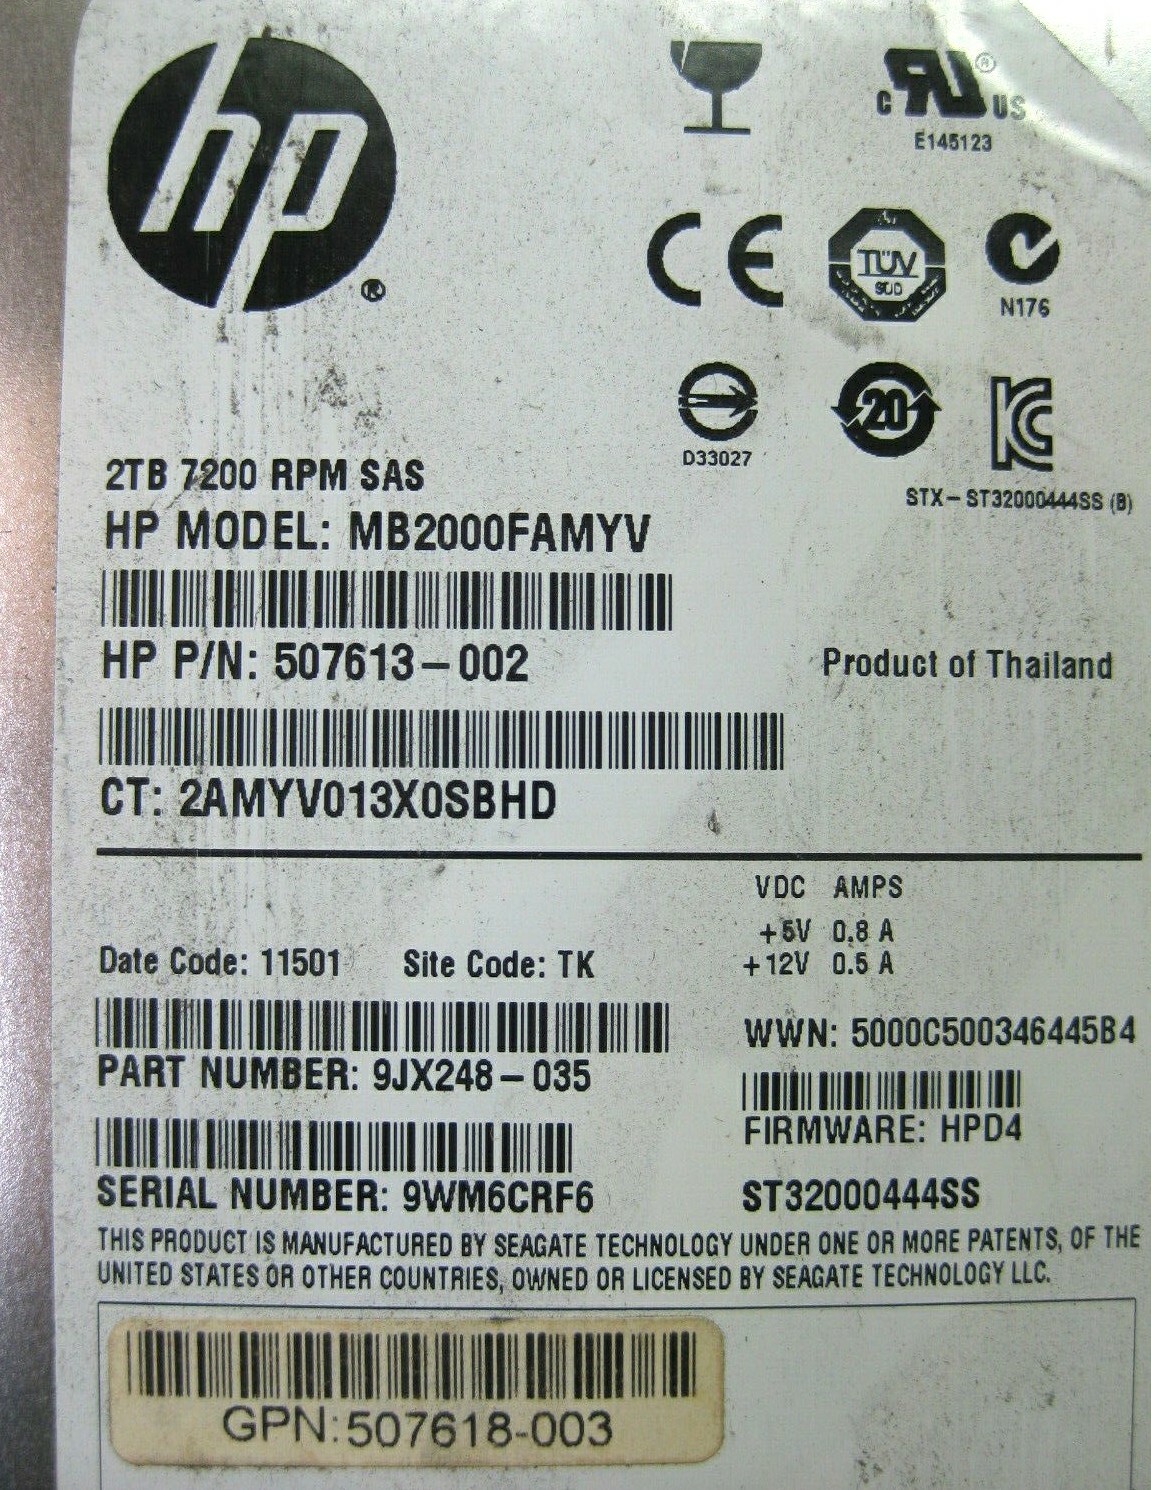 hp®
c RU® US
E145123
CE
TÜV
SÜD
N176
20
KC
D33027
STX-ST32000444SS (B)
2TB 7200 RPM SAS
HP MODEL: MB2000FAMYV
HP P/N: 507613-002
Product of Thailand
CT: 2AMYV013X0SBHD
VDC AMPS
+5V 0.8 A
+12V 0.5 A
Date Code: 11501 Site Code: TK
WWN: 5000C500346445B4
PART NUMBER: 9JX248-035
FIRMWARE: HPD4
SERIAL NUMBER: 9WM6CRF6
ST32000444SS
THIS PRODUCT IS MANUFACTURED BY SEAGATE TECHNOLOGY UNDER ONE OR MORE PATENTS, OF THE
UNITED STATES OR OTHER COUNTRIES, OWNED OR LICENSED BY SEAGATE TECHNOLOGY LLC.
GPN:507618-003